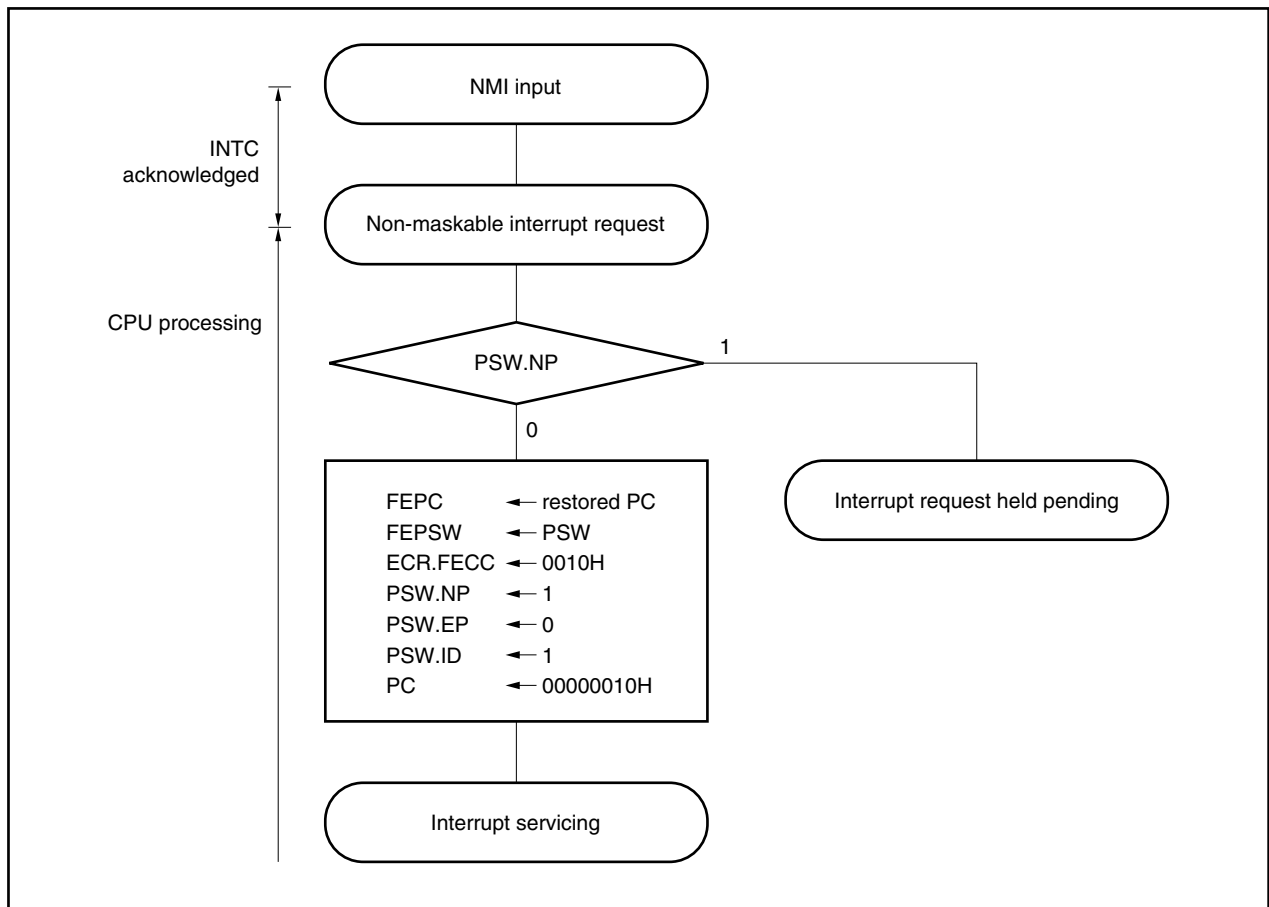 NMI input
INTC
acknowledged
Non-maskable interrupt request
CPU processing
PSW.NP
1
0
FEPC ← restored PC
FEPSW ← PSW
ECR.FECC ← 0010H
PSW.NP ← 1
PSW.EP ← 0
PSW.ID ← 1
PC ← 00000010H
Interrupt request held pending
Interrupt servicing